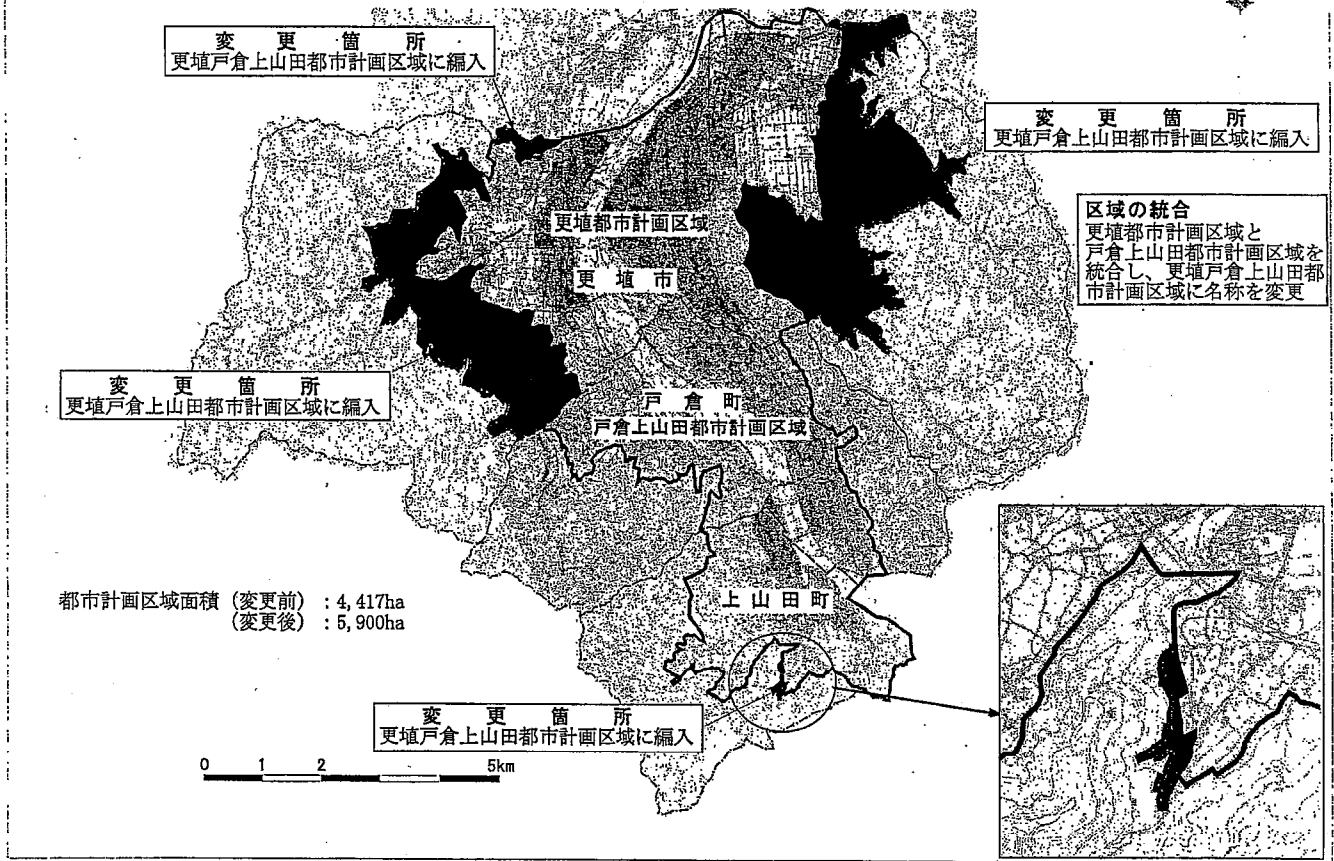 変更箇所
更埴戸倉上山田都市計画区域に編入
変更箇所
更埴戸倉上山田都市計画区域に編入
区域の統合
更埴都市計画区域と
戸倉上山田都市計画区域を
統合し、更埴戸倉上山田都
市計画区域に名称を変更
更埴都市計画区域
更埴市
変更箇所
更埴戸倉上山田都市計画区域に編入
戸倉町
戸倉上山田都市計画区域
都市計画区域面積 (変更前) : 4,417ha
(変更後) : 5,900ha
上山田町
変更箇所
更埴戸倉上山田都市計画区域に編入
0 1 2 5km